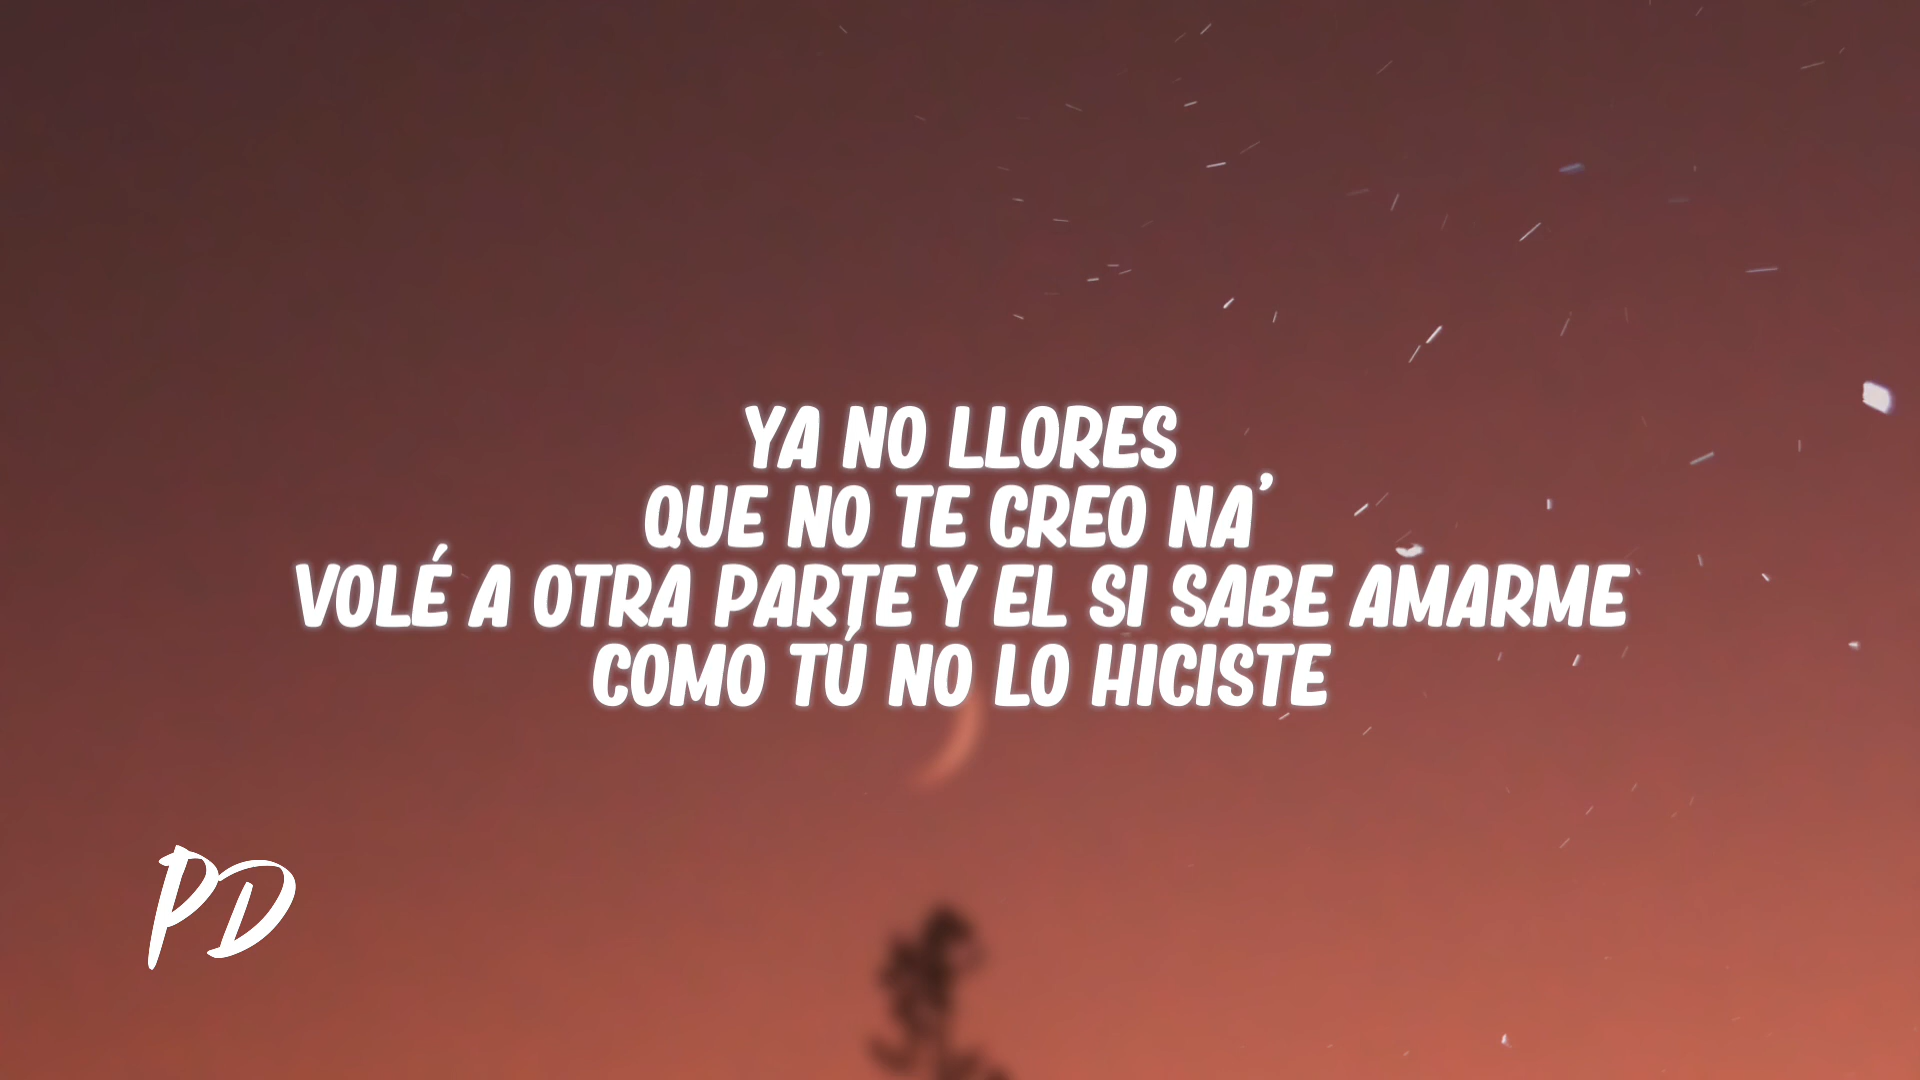 YA NO LLORES
QUE NO TE CREO NA'
VOLÉ A OTRA PARTE Y EL SI SABE AMARME
COMO TÚ NO LO HICISTE
PD